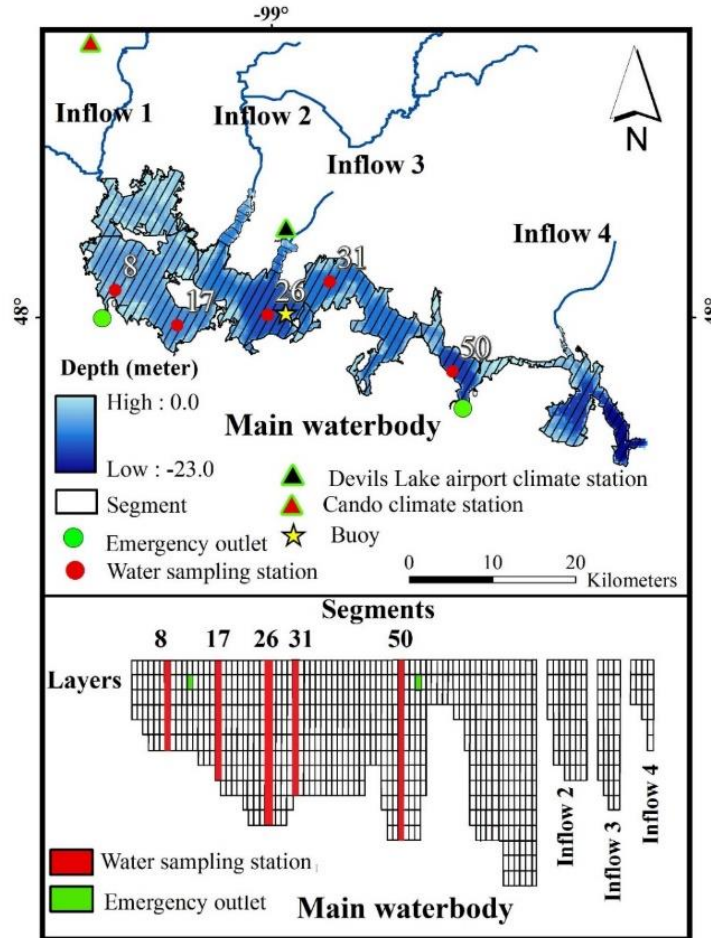 -99°
Inflow 1
Inflow 2
Inflow 3
N
Inflow 4
8
31
17
26
50
48°
48°
Depth (meter)
High : 0.0
Low : -23.0
Main waterbody
Segment
Devils Lake airport climate station
Cando climate station
Emergency outlet
Buoy
Water sampling station
0
10
20
Kilometers
Segments
8 17 26 31 50
Layers
Inflow 2
Inflow 3
Inflow 4
Water sampling station
Emergency outlet
Main waterbody